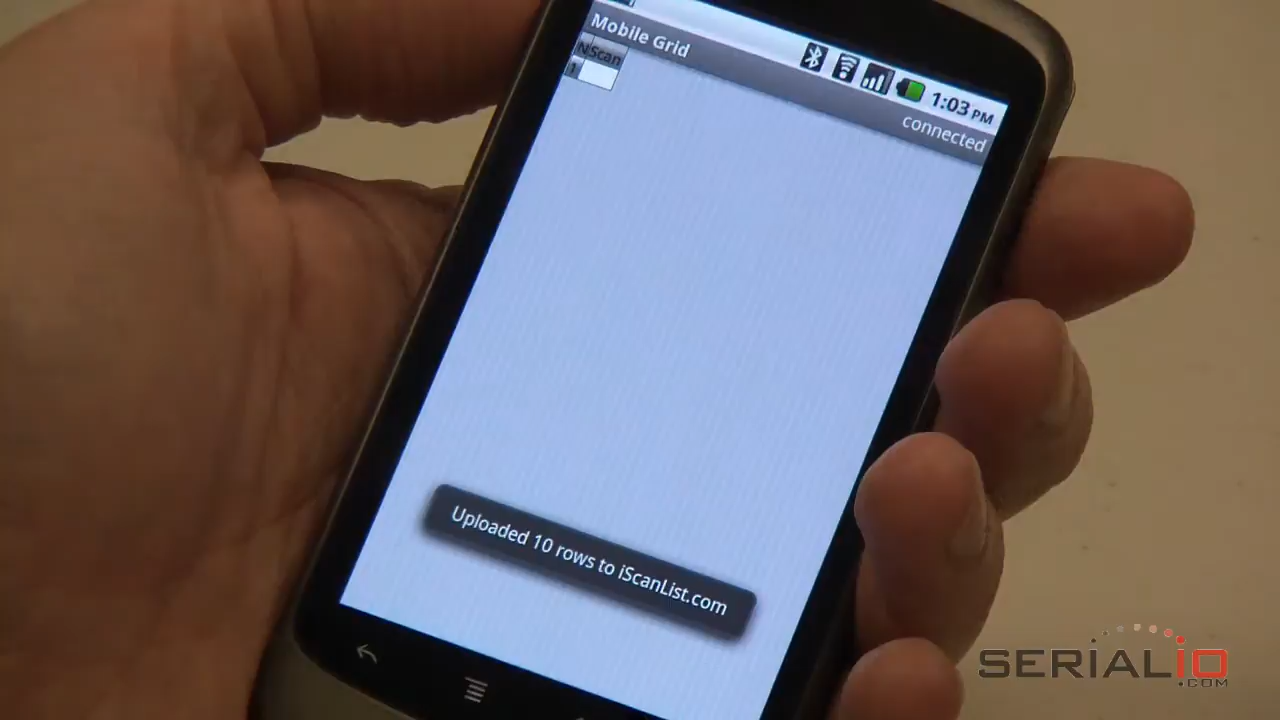 Mobile Grid
1:03 PM
connected
NScan
1
Uploaded 10 rows to iScanList.com
SERIALIO
.COM